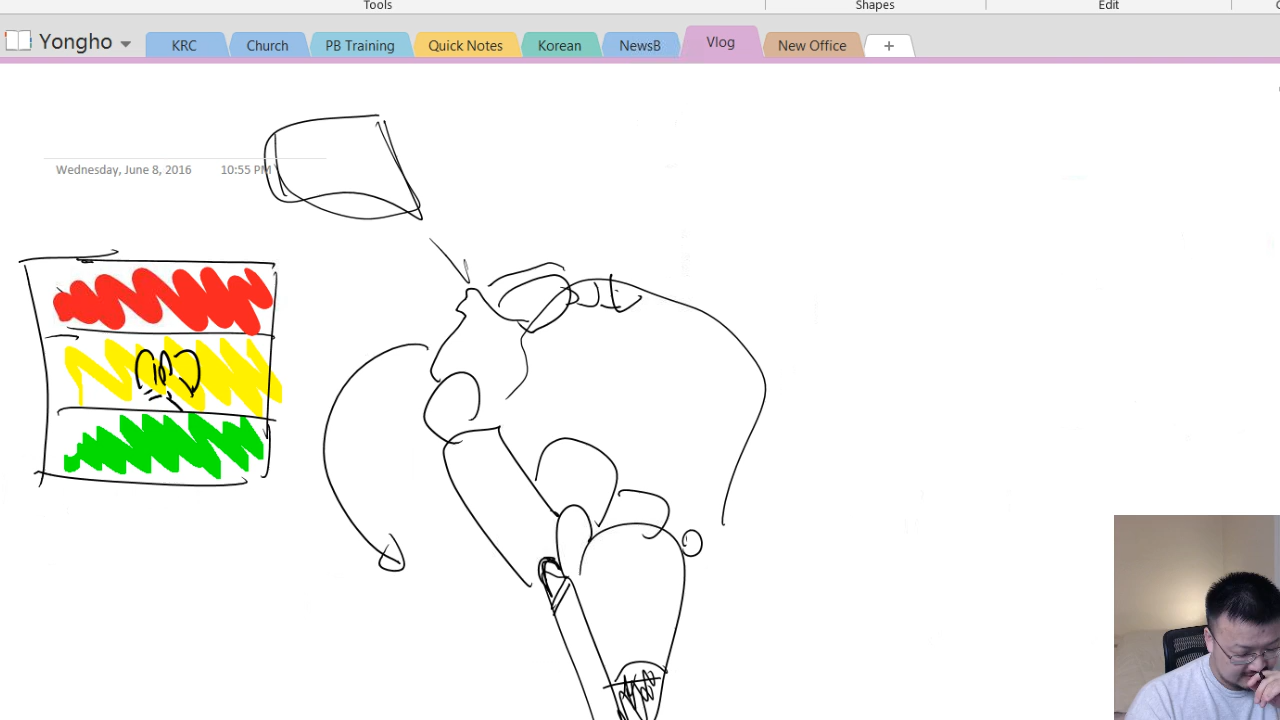 Tools Shapes Edit
Yongho KRC Church PB Training Quick Notes Korean NewsB Vlog New Office +
Wednesday, June 8, 2016 10:55 PM